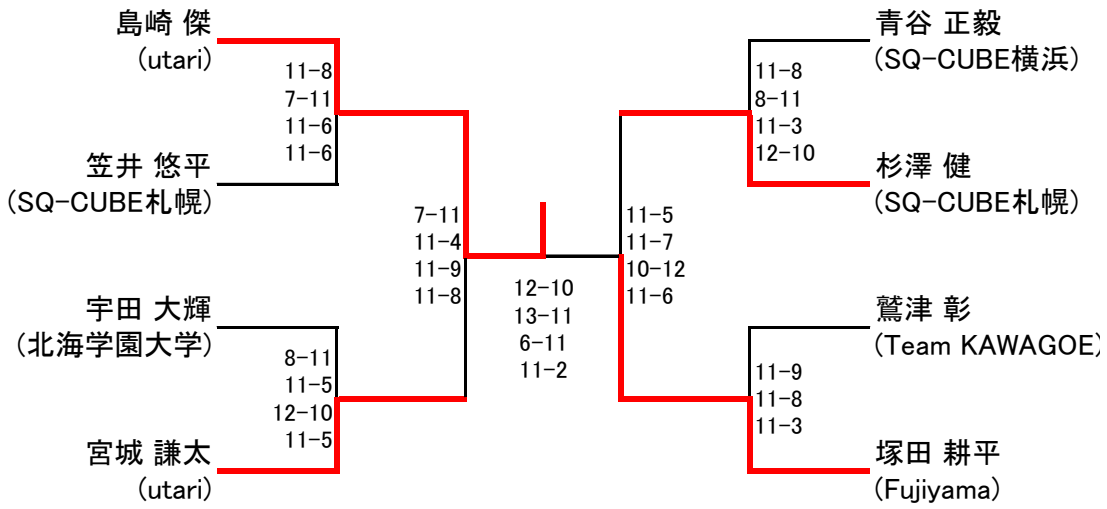 島崎 傑
(utari)
11-8
7-11
11-6
11-6
笠井 悠平
(SQ-CUBE札幌)
7-11
11-4
11-9
11-8
宇田 大輝
(北海学園大学)
8-11
11-5
12-10
11-5
宮城 謙太
(utari)
12-10
13-11
6-11
11-2
青谷 正毅
(SQ-CUBE横浜)
11-8
8-11
11-3
12-10
杉澤 健
(SQ-CUBE札幌)
11-5
11-7
10-12
11-6
鷲津 彰
(Team KAWAGOE)
11-9
11-8
11-3
塚田 耕平
(Fujiyama)